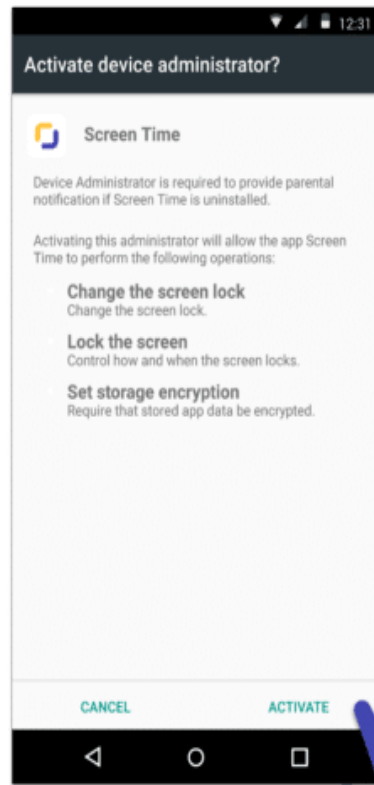 12:31
Activate device administrator?
Screen Time
Device Administrator is required to provide parental
notification if Screen Time is uninstalled.
Activating this administrator will allow the app Screen
Time to perform the following operations:
Change the screen lock
Change the screen lock.
Lock the screen
Control how and when the screen locks.
Set storage encryption
Require that stored app data be encrypted.
CANCEL ACTIVATE